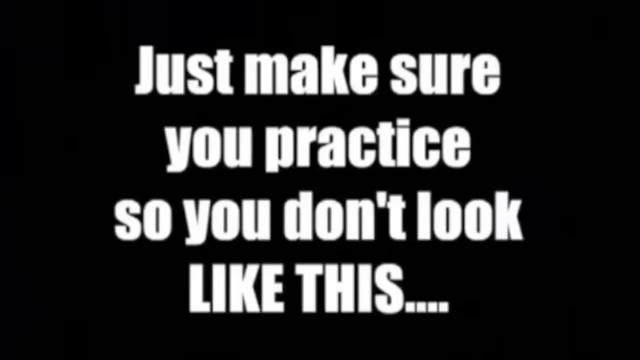 Just make sure
you practice
so you don't look
LIKE THIS....